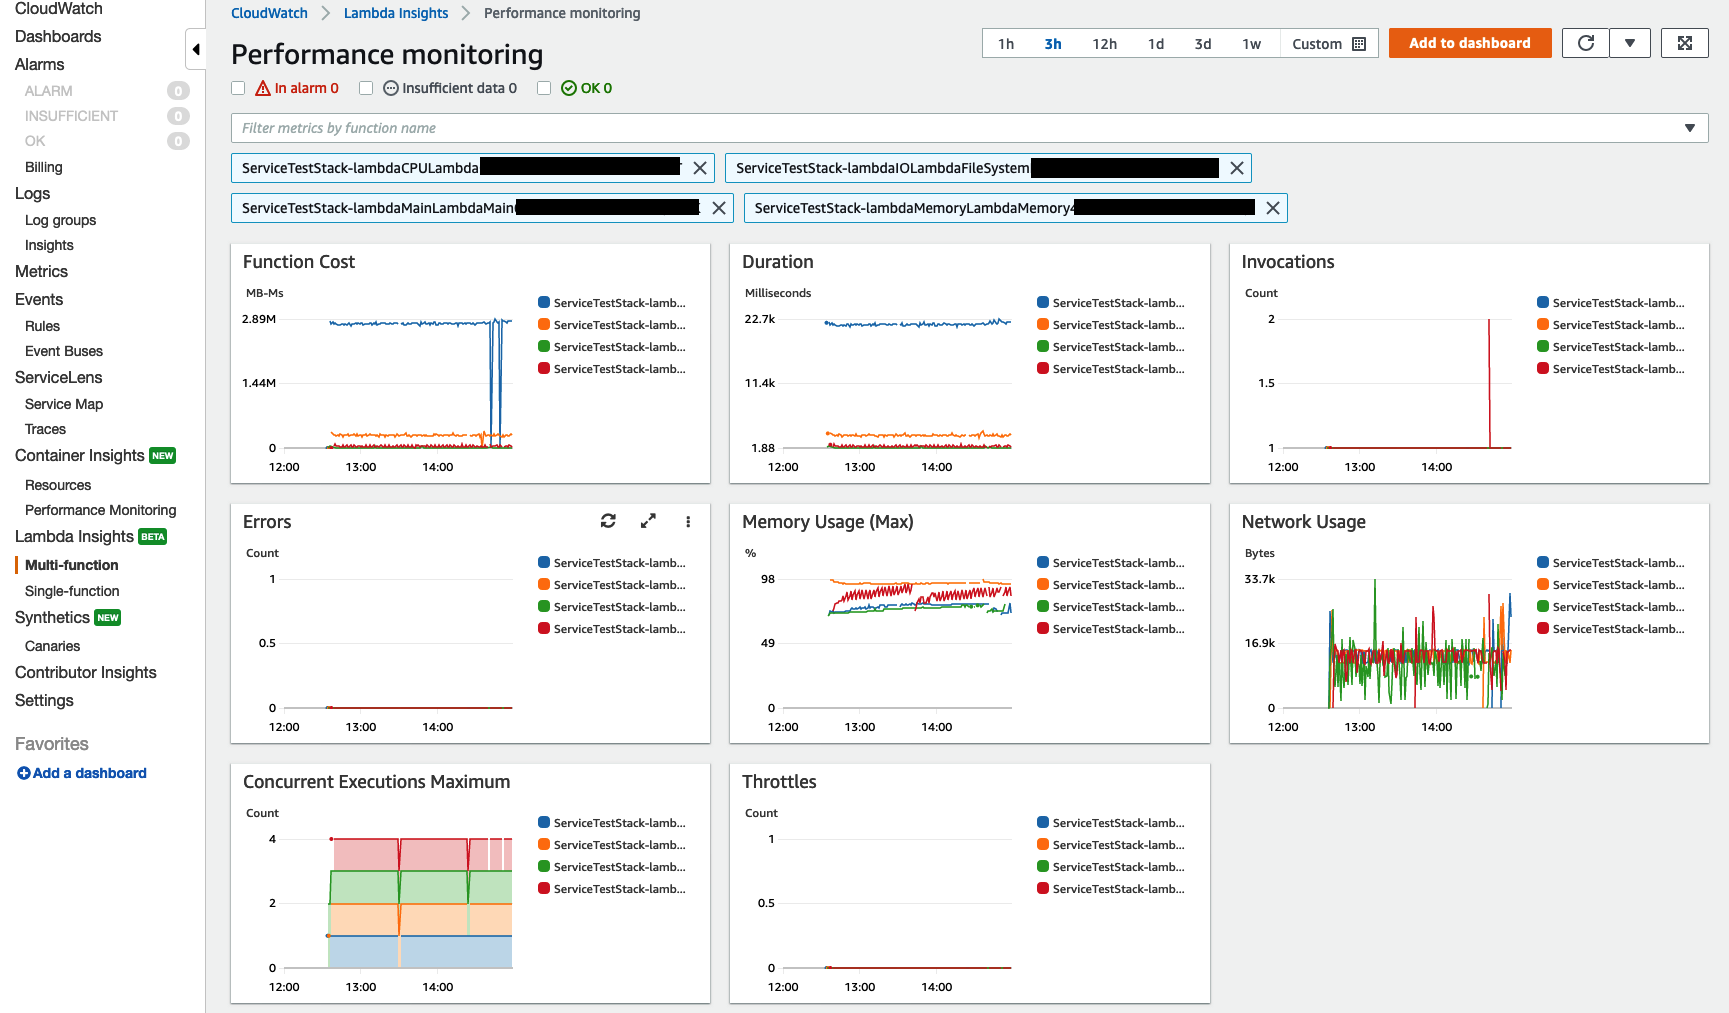 CloudWatch
Dashboards
Alarms
ALARM 0
INSUFFICIENT 0
OK 0
Billing
Logs
Log groups
Insights
Metrics
Events
Rules
Event Buses
ServiceLens
Service Map
Traces
Container Insights NEW
Resources
Performance Monitoring
Lambda Insights BETA
Multi-function
Single-function
Synthetics NEW
Canaries
Contributor Insights
Settings
Favorites
Add a dashboard
CloudWatch > Lambda Insights > Performance monitoring
Performance monitoring
1h 3h 12h 1d 3d 1w Custom
Add to dashboard
In alarm 0 Insufficient data 0 OK 0
Filter metrics by function name
ServiceTestStack-lambdaCPULambda
ServiceTestStack-lambdaIOLambdaFileSystem
ServiceTestStack-lambdaMainLambdaMain
ServiceTestStack-lambdaMemoryLambdaMemory4
Function Cost
MB-Ms
2.89M
1.44M
0
12:00 13:00 14:00
ServiceTestStack-lamb...
ServiceTestStack-lamb...
ServiceTestStack-lamb...
ServiceTestStack-lamb...
Duration
Milliseconds
22.7k
11.4k
1.88
12:00 13:00 14:00
ServiceTestStack-lamb...
ServiceTestStack-lamb...
ServiceTestStack-lamb...
ServiceTestStack-lamb...
Invocations
Count
2
1.5
1
12:00 13:00 14:00
ServiceTestStack-lamb...
ServiceTestStack-lamb...
ServiceTestStack-lamb...
ServiceTestStack-lamb...
Errors
Count
1
0.5
0
12:00 13:00 14:00
ServiceTestStack-lamb...
ServiceTestStack-lamb...
ServiceTestStack-lamb...
ServiceTestStack-lamb...
Memory Usage (Max)
%
98
49
0
12:00 13:00 14:00
ServiceTestStack-lamb...
ServiceTestStack-lamb...
ServiceTestStack-lamb...
ServiceTestStack-lamb...
Network Usage
Bytes
33.7k
16.9k
0
12:00 13:00 14:00
ServiceTestStack-lamb...
ServiceTestStack-lamb...
ServiceTestStack-lamb...
ServiceTestStack-lamb...
Concurrent Executions Maximum
Count
4
2
0
12:00 13:00 14:00
ServiceTestStack-lamb...
ServiceTestStack-lamb...
ServiceTestStack-lamb...
ServiceTestStack-lamb...
Throttles
Count
1
0.5
0
12:00 13:00 14:00
ServiceTestStack-lamb...
ServiceTestStack-lamb...
ServiceTestStack-lamb...
ServiceTestStack-lamb...